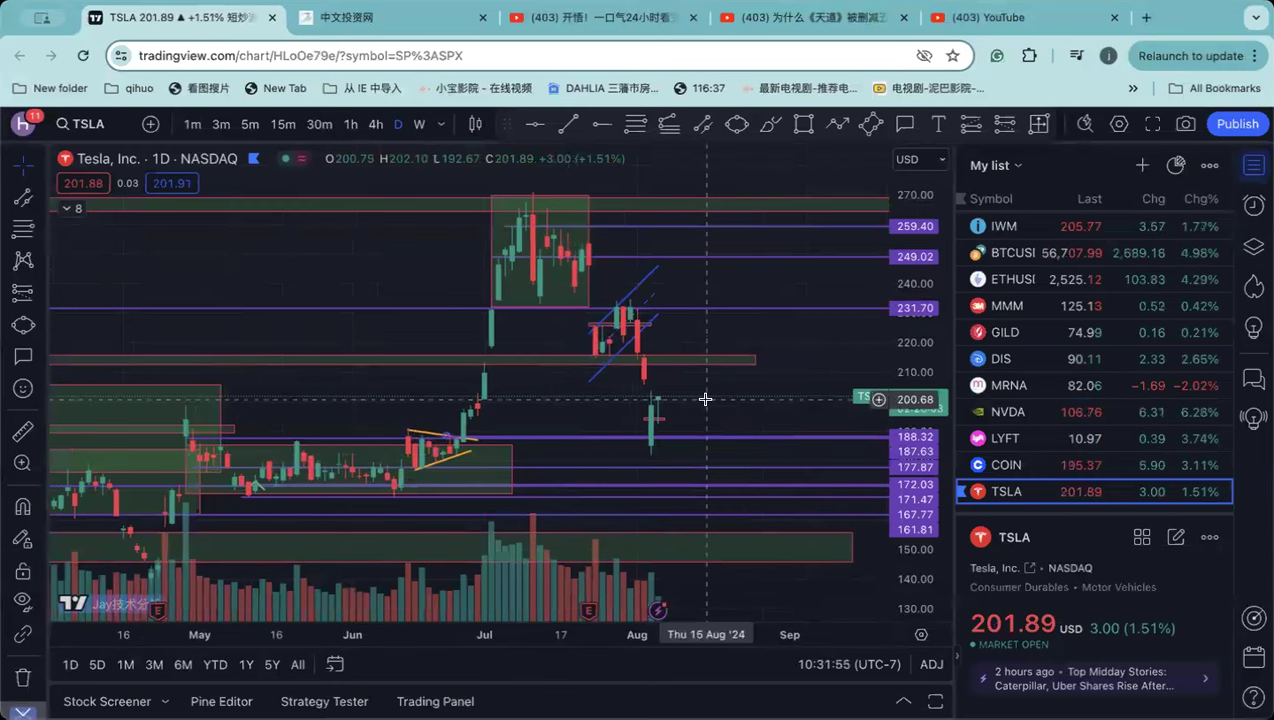 TSLA 201.89 ▲ +1.51% 短炒
中文投资网
(403) 开悟！一口气24小时看
(403) 为什么《天道》被删减五
(403) YouTube
tradingview.com/chart/HLoOe79e/?symbol=SP%3ASPX
Relaunch to update
New folder
qihuo
看图搜片
New Tab
从 IE 中导入
小宝影院 - 在线视频
DAHLIA 三藩市房...
116:37
最新电视剧-推荐电...
电视剧-泥巴影院-...
All Bookmarks
11
TSLA
1m 3m 5m 15m 30m 1h 4h D W
Publish
Tesla, Inc. · 1D · NASDAQ
O200.75 H202.10 L192.67 C201.89 +3.00 (+1.51%)
201.88 0.03 201.91
8
USD
270.00
259.40
249.02
240.00
231.70
220.00
210.00
200.68
188.32
187.63
177.87
172.03
171.47
167.77
161.81
150.00
140.00
130.00
Jay技术分
E
E
16 May 16 Jun Jul 17 Aug Thu 15 Aug '24 Sep
1D 5D 1M 3M 6M YTD 1Y 5Y All
10:31:55 (UTC-7) ADJ
Stock Screener
Pine Editor
Strategy Tester
Trading Panel
My list
Symbol Last Chg Chg%
IWM 205.77 3.57 1.77%
BTCUSI 56,707.99 2,689.16 4.98%
ETHUSI 2,525.12 103.83 4.29%
MMM 125.13 0.52 0.42%
GILD 74.99 0.16 0.21%
DIS 90.11 2.33 2.65%
MRNA 82.06 −1.69 −2.02%
NVDA 106.76 6.31 6.28%
LYFT 10.97 0.39 3.74%
COIN 195.37 5.90 3.11%
TSLA 201.89 3.00 1.51%
TSLA
Tesla, Inc. NASDAQ
Consumer Durables • Motor Vehicles
201.89 USD 3.00 (1.51%)
MARKET OPEN
2 hours ago • Top Midday Stories:
Caterpillar, Uber Shares Rise After...